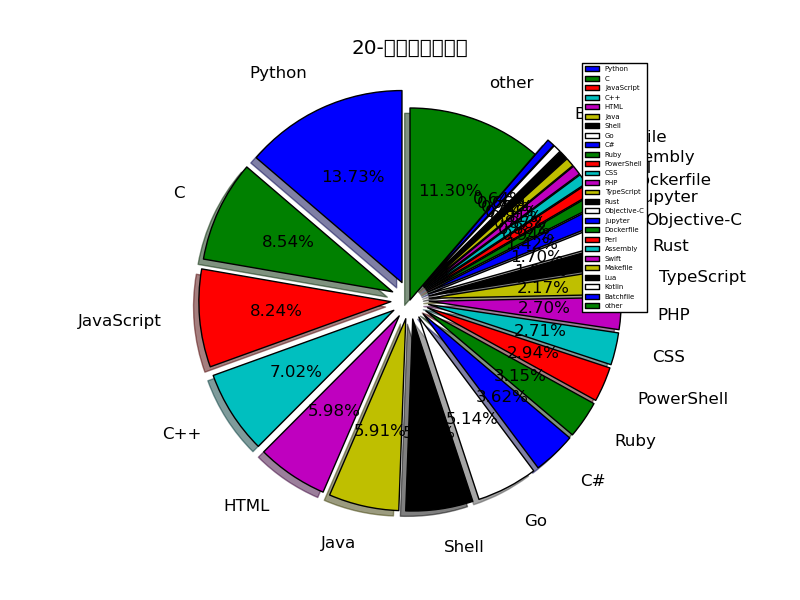 20-
Python
other
C
JavaScript
C++
HTML
Java
Shell
Go
C#
Ruby
PowerShell
CSS
PHP
TypeScript
Rust
Objective-C
13.73%
11.30%
8.54%
8.24%
7.02%
5.98%
5.91%
5.14%
3.62%
3.15%
2.94%
2.71%
2.70%
2.17%
1.70%
Python
C
JavaScript
C++
HTML
Java
Shell
Go
C#
Ruby
PowerShell
CSS
PHP
TypeScript
Rust
Objective-C
Jupyter
Dockerfile
Perl
Assembly
Swift
Makefile
Lua
Kotlin
Batchfile
other